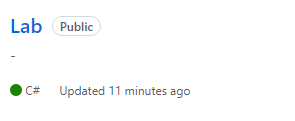 Lab Public
-
C# Updated 11 minutes ago